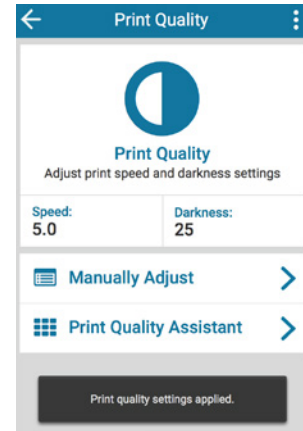 Print Quality
Print Quality
Adjust print speed and darkness settings
Speed:
5.0
Darkness:
25
Manually Adjust
Print Quality Assistant
Print quality settings applied.